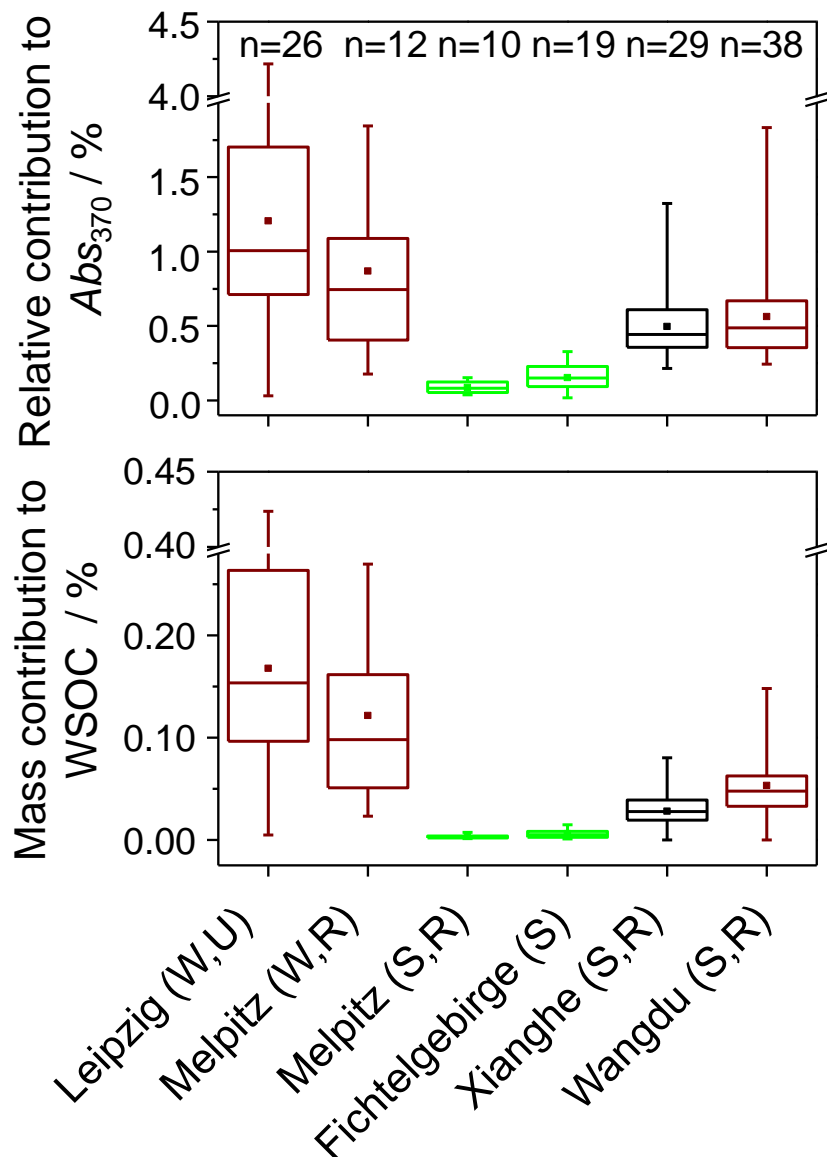 Relative contribution to
Abs370 / %
4.5
4.0
1.5
1.0
0.5
0.0
n=26 n=12 n=10 n=19 n=29 n=38
Mass contribution to
WSOC / %
0.45
0.40
0.20
0.10
0.00
Leipzig (W,U)
Melpitz (W,R)
Melpitz (S,R)
Fichtelgebirge (S)
Xianghe (S,R)
Wangdu (S,R)